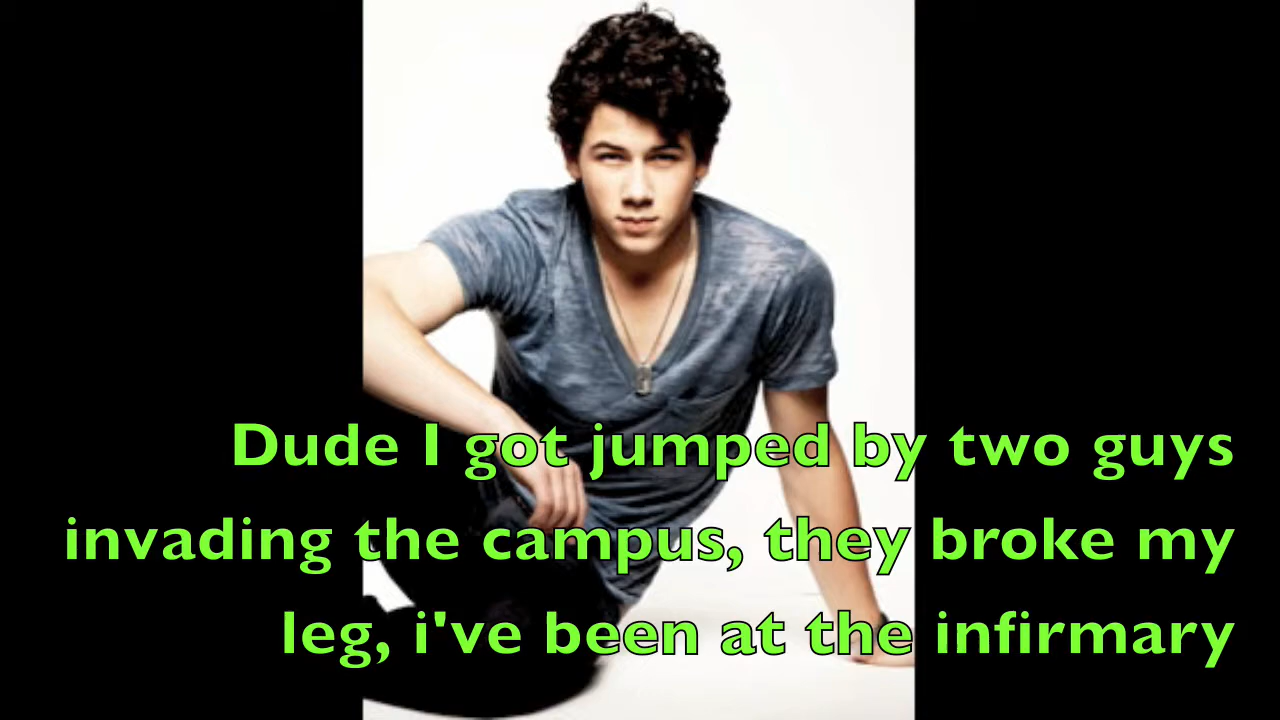 Dude I got jumped by two guys
invading the campus, they broke my
leg, i've been at the infirmary